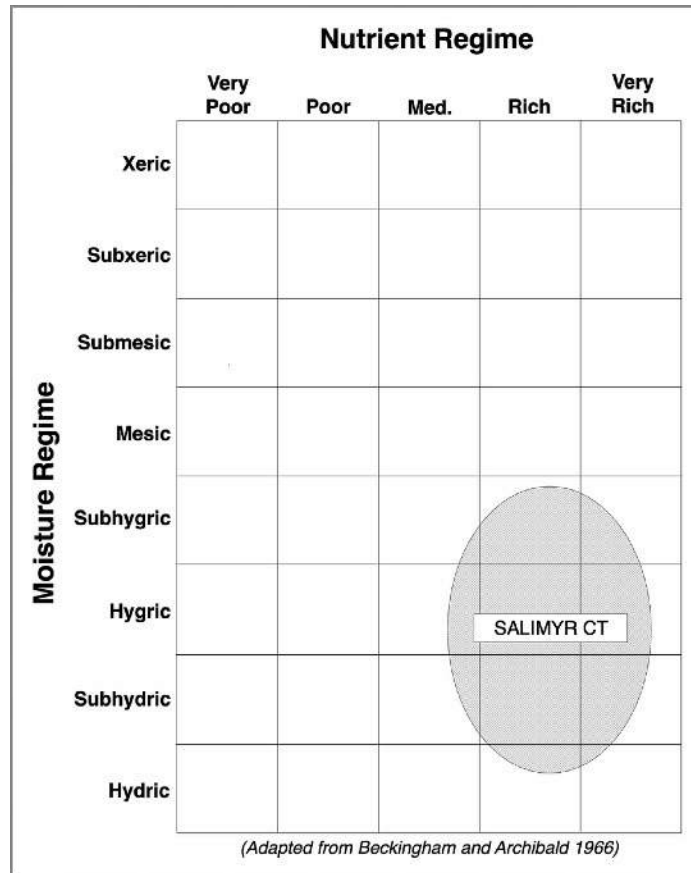 Nutrient Regime
Very Poor
Poor
Med.
Rich
Very Rich
Moisture Regime
Xeric
Subxeric
Submesic
Mesic
Subhygric
Hygric
SALIMYR CT
Subhydric
Hydric
(Adapted from Beckingham and Archibald 1966)